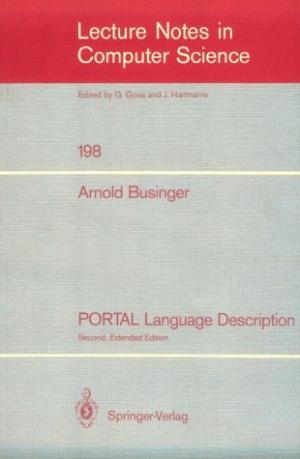 Lecture Notes in
Computer Science
Edited by G. Goos and J. Hartmanis
198
Arnold Businger
PORTAL Language Description
Second, Extended Edition
Springer-Verlag